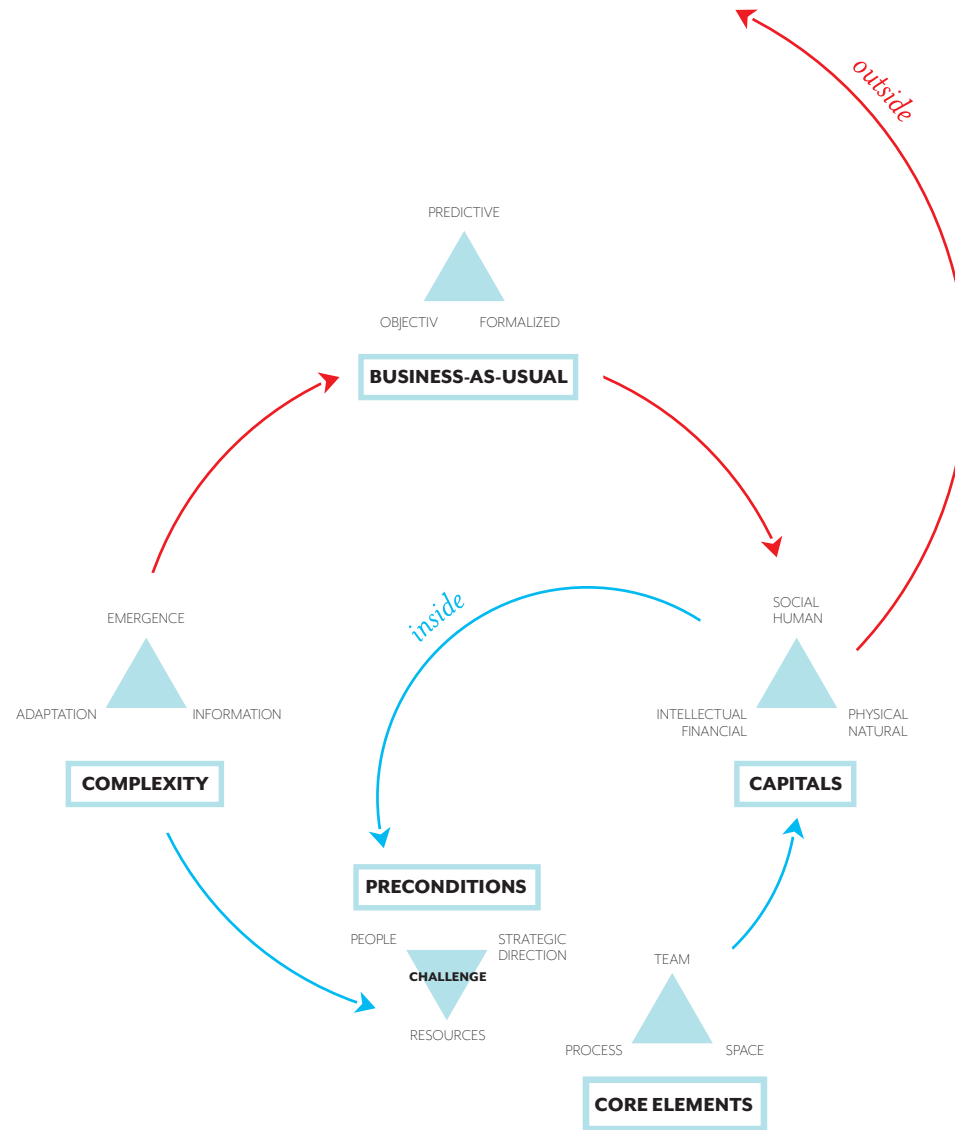 outside
PREDICTIVE
OBJECTIV
FORMALIZED
BUSINESS-AS-USUAL
inside
EMERGENCE
ADAPTATION
INFORMATION
COMPLEXITY
SOCIAL
HUMAN
INTELLECTUAL
FINANCIAL
PHYSICAL
NATURAL
CAPITALS
PRECONDITIONS
PEOPLE
STRATEGIC
DIRECTION
CHALLENGE
RESOURCES
TEAM
PROCESS
SPACE
CORE ELEMENTS